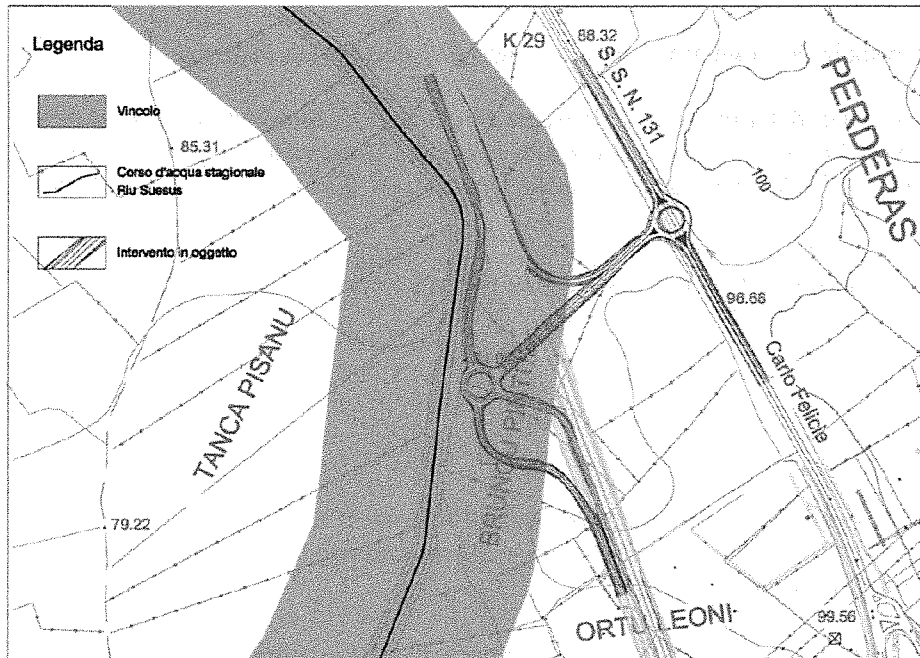 Legenda
Vincolo
Corso d'acqua stagionale
Riu Suesus
Intervento in oggetto
85.31
K 29
88.32
S. S. N. 131
PERDERAS
100
96.66
Carlo Felice
TANCA PISANU
79.22
ORTU LEONI
99.56